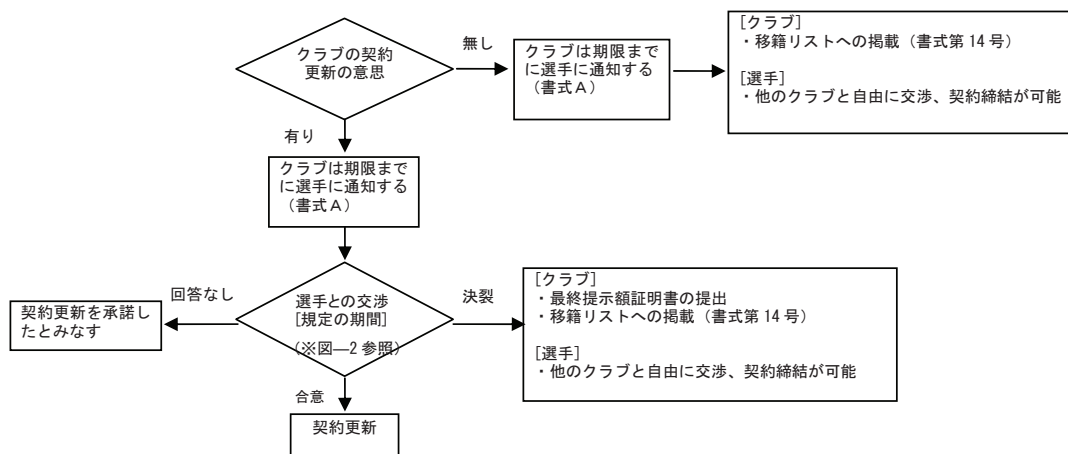 クラブの契約
更新の意思
無し
クラブは期限まで
に選手に通知する
(書式A)
[クラブ]
・移籍リストへの掲載(書式第14号)
[選手]
・他のクラブと自由に交渉、契約締結が可能
有り
クラブは期限まで
に選手に通知する
(書式A)
回答なし
契約更新を承諾し
たとみなす
選手との交渉
[規定の期間]
(※図―2参照)
決裂
[クラブ]
・最終提示額証明書の提出
・移籍リストへの掲載(書式第14号)
[選手]
・他のクラブと自由に交渉、契約締結が可能
合意
契約更新